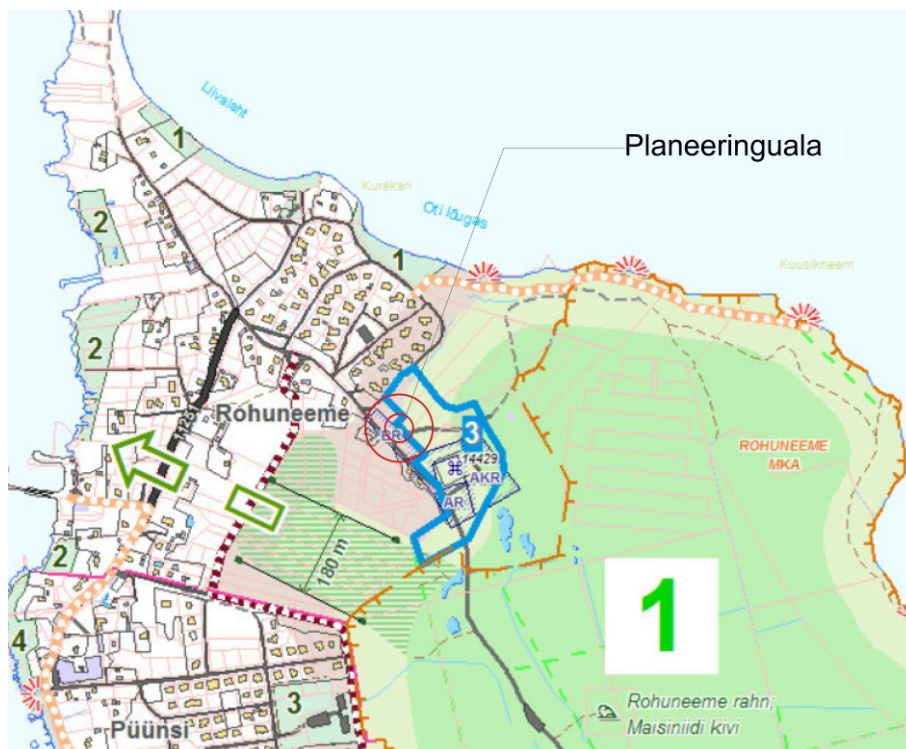 Liivalaht
Planeeringuala
1
Kurekari
Oti lõugas
2
1
Kuusikneem
2
Rohuneeme
ER
3
14429
AKR
ROHUNEEME
MKA
AR
180 m
2
1
4
3
Rohuneeme rahn;
Maisiniidi kivi
Püünsi